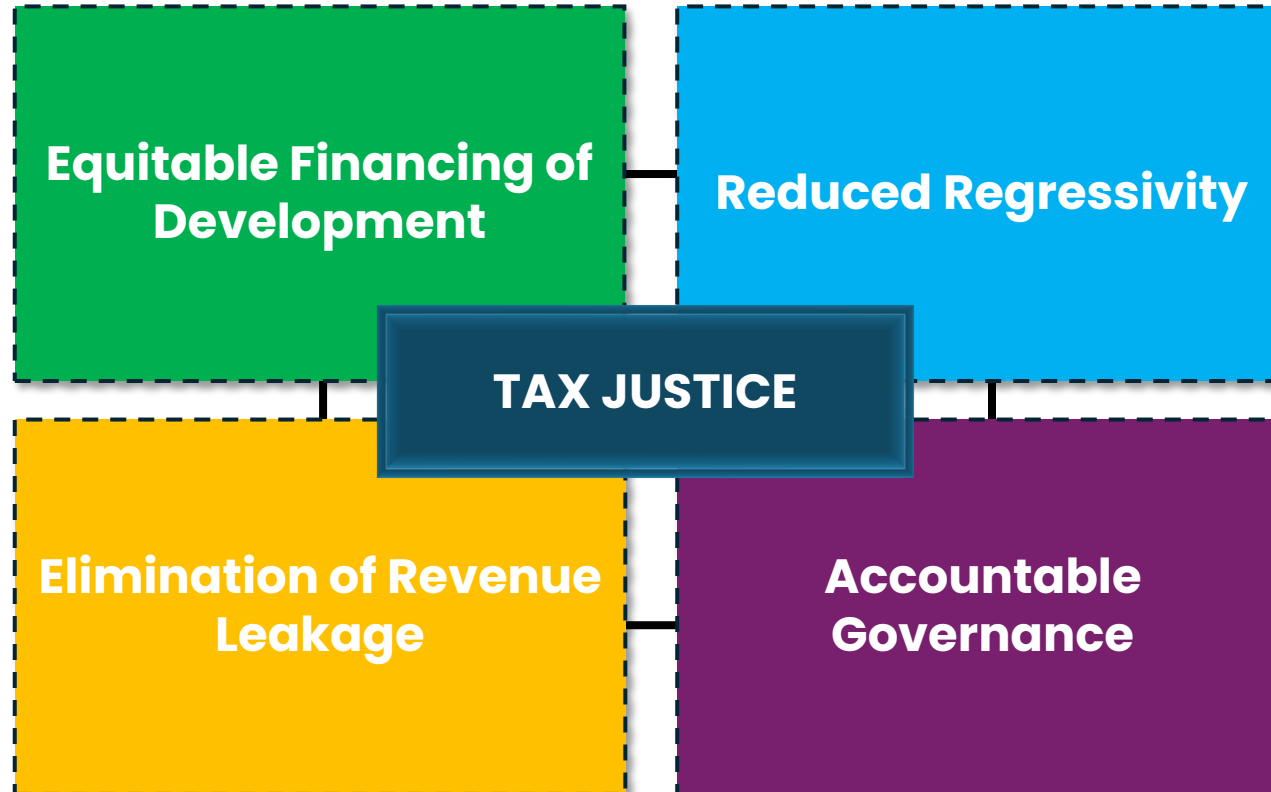 Equitable Financing of
Development
Reduced Regressivity
TAX JUSTICE
Elimination of Revenue
Leakage
Accountable
Governance